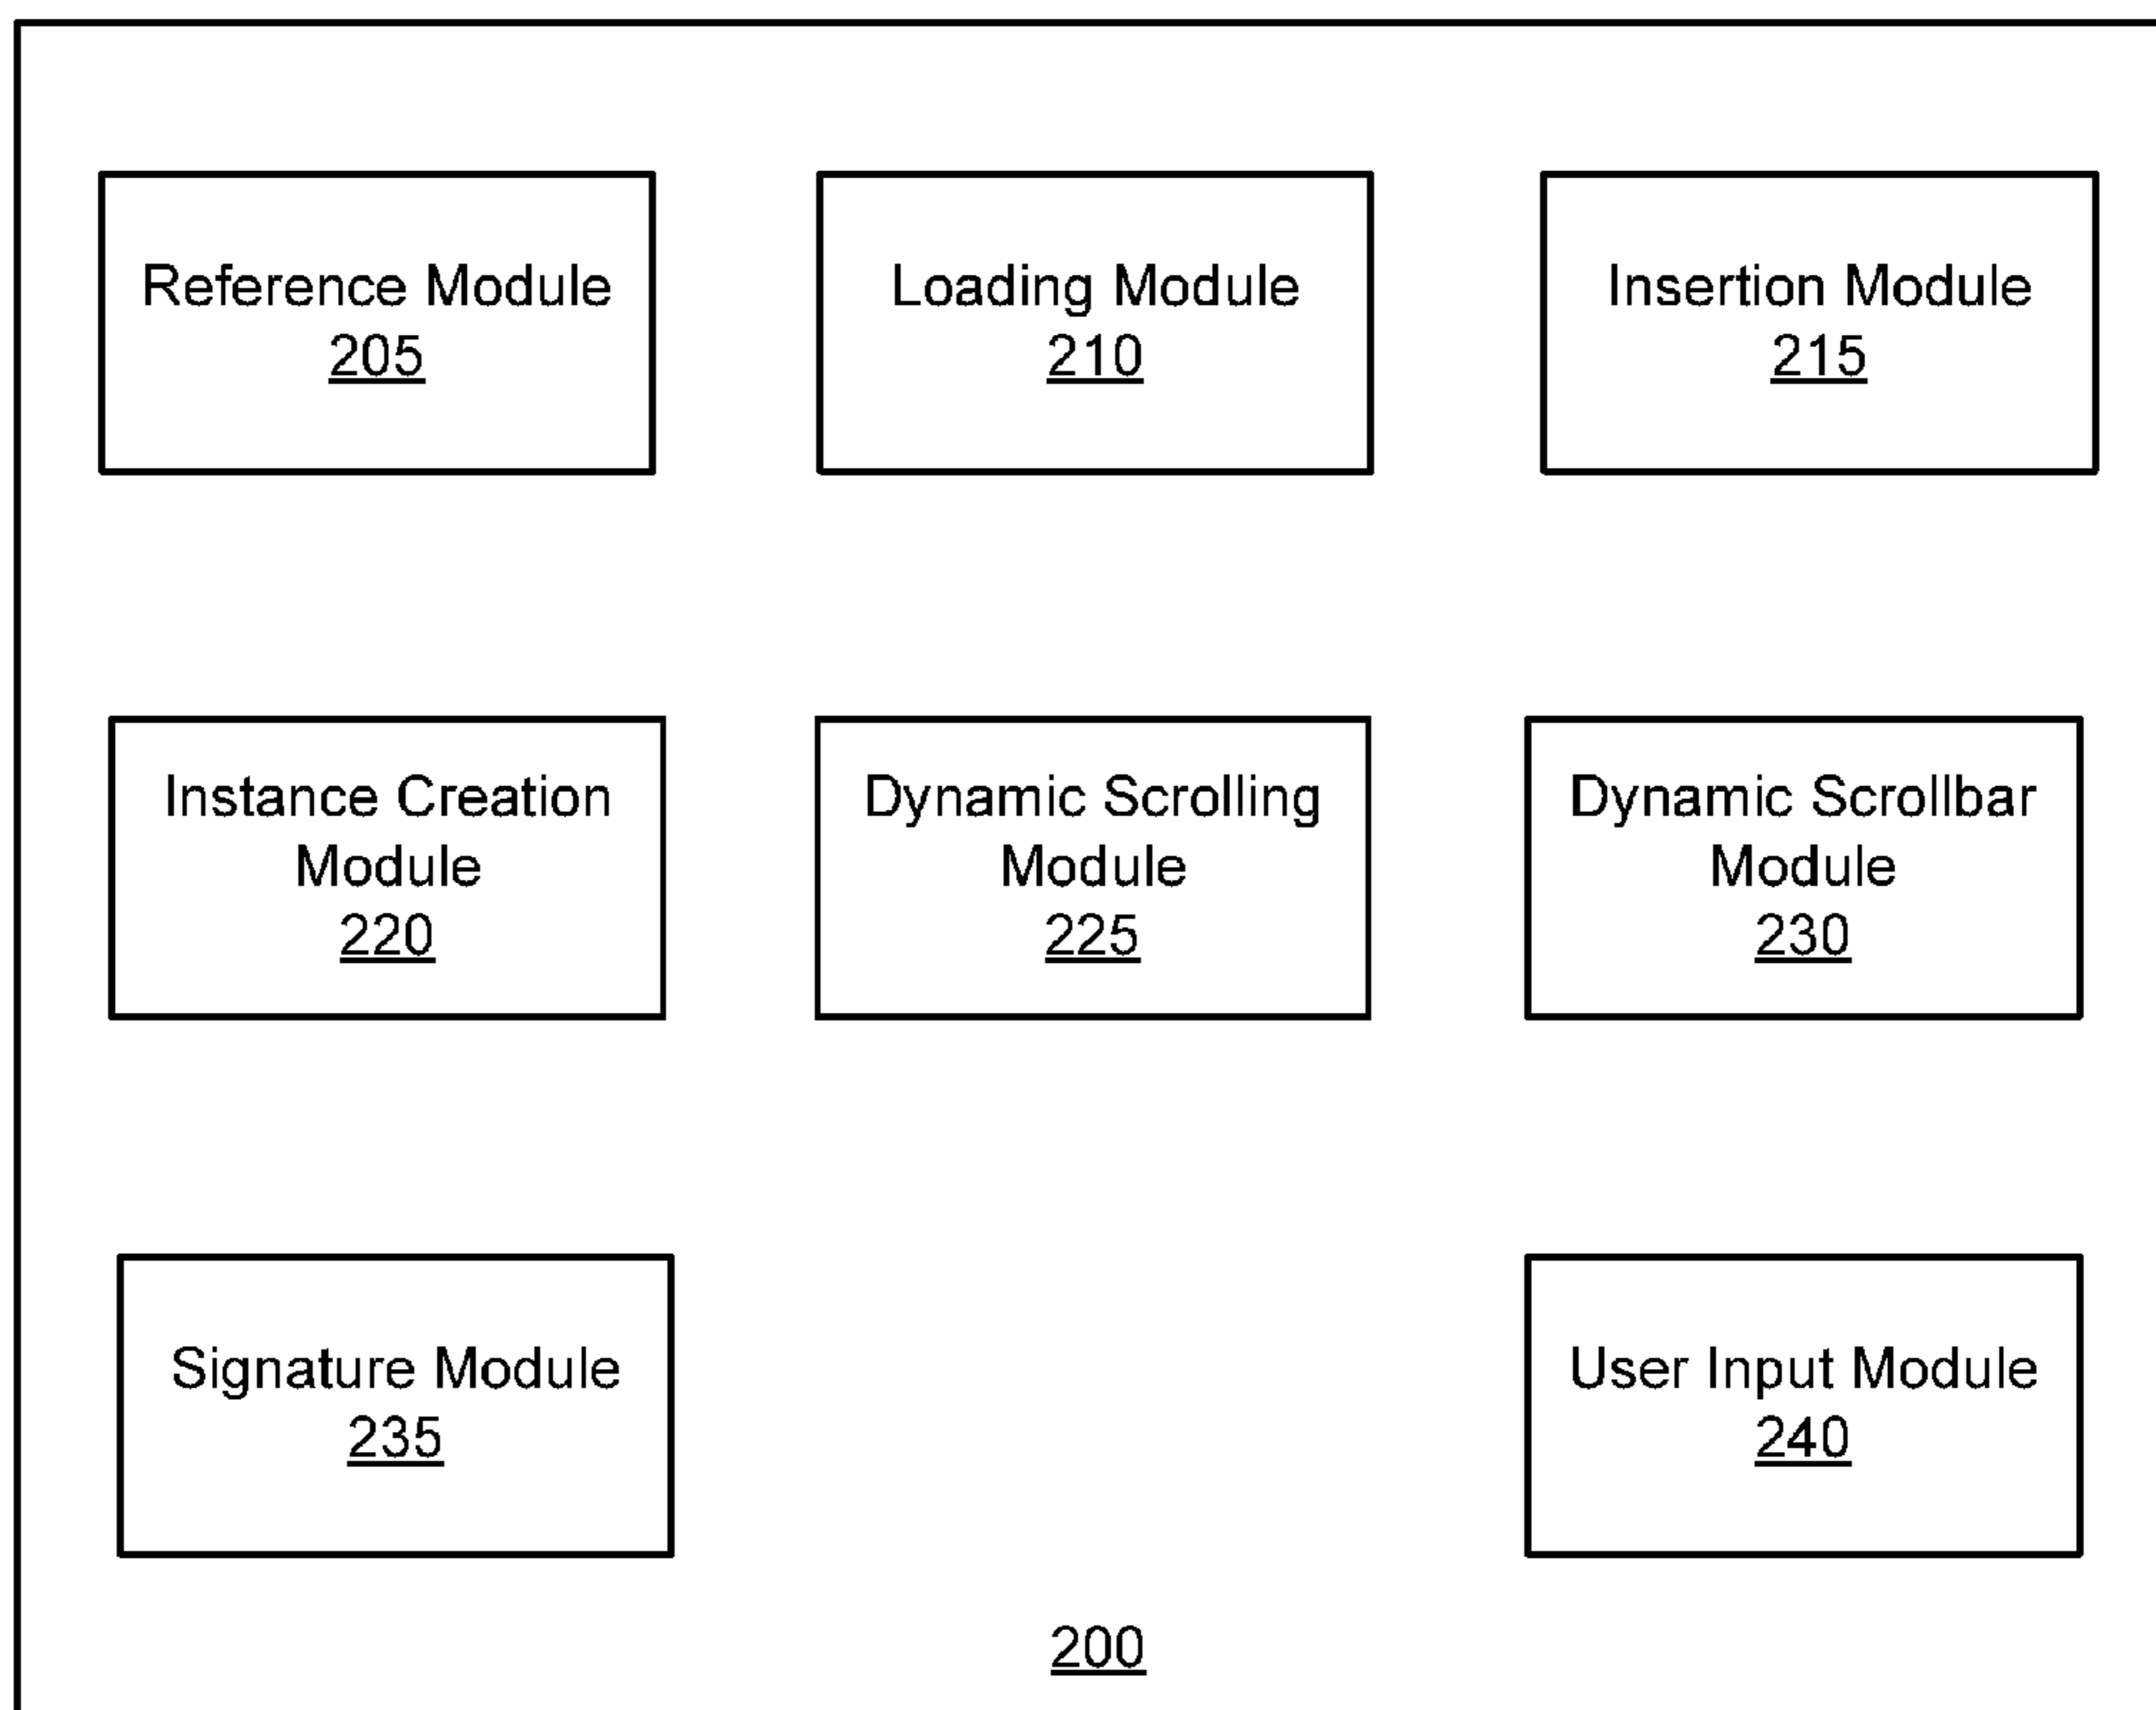 Reference Module
205
Loading Module
210
Insertion Module
215
Instance Creation
Module
220
Dynamic Scrolling
Module
225
Dynamic Scrollbar
Module
230
Signature Module
235
User Input Module
240
200